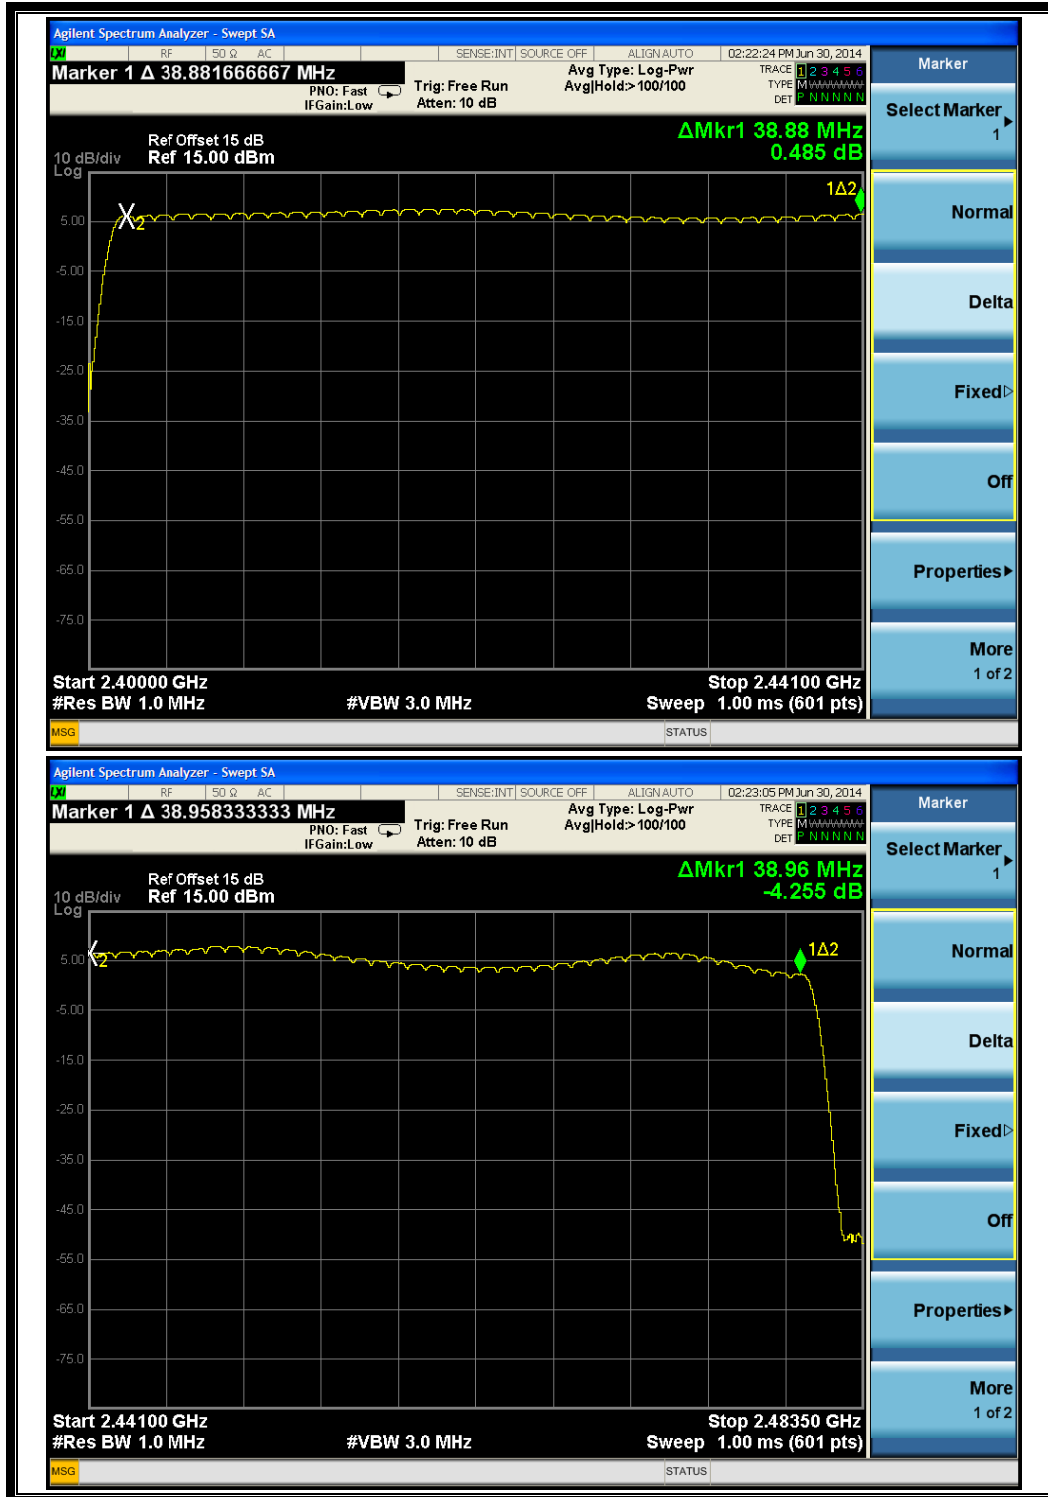 Agilent Spectrum Analyzer - Swept SA
LXI RF 50 Ω AC SENSE:INT SOURCE OFF ALIGN AUTO 02:22:24 PM Jun 30, 2014
Marker 1 Δ 38.881666667 MHz
Avg Type: Log-Pwr
TRACE 1 2 3 4 5 6
PNO: Fast Trig: Free Run Avg|Hold:>100/100
TYPE M
IFGain:Low Atten: 10 dB
DET P N N N N N
ΔMkr1 38.88 MHz
0.485 dB
Ref Offset 15 dB
10 dB/div Ref 15.00 dBm
Log
1Δ2
X2
5.00
-5.00
-15.0
-25.0
-35.0
-45.0
-55.0
-65.0
-75.0
Start 2.40000 GHz Stop 2.44100 GHz
#Res BW 1.0 MHz #VBW 3.0 MHz Sweep 1.00 ms (601 pts)
MSG STATUS
Marker
Select Marker
1
Normal
Delta
Fixed
Off
Properties
More
1 of 2
Agilent Spectrum Analyzer - Swept SA
LXI RF 50 Ω AC SENSE:INT SOURCE OFF ALIGN AUTO 02:23:05 PM Jun 30, 2014
Marker 1 Δ 38.958333333 MHz
Avg Type: Log-Pwr
TRACE 1 2 3 4 5 6
PNO: Fast Trig: Free Run Avg|Hold:>100/100
TYPE M
IFGain:Low Atten: 10 dB
DET P N N N N N
ΔMkr1 38.96 MHz
-4.255 dB
Ref Offset 15 dB
10 dB/div Ref 15.00 dBm
Log
1Δ2
X2
5.00
-5.00
-15.0
-25.0
-35.0
-45.0
-55.0
-65.0
-75.0
Start 2.44100 GHz Stop 2.48350 GHz
#Res BW 1.0 MHz #VBW 3.0 MHz Sweep 1.00 ms (601 pts)
MSG STATUS
Marker
Select Marker
1
Normal
Delta
Fixed
Off
Properties
More
1 of 2